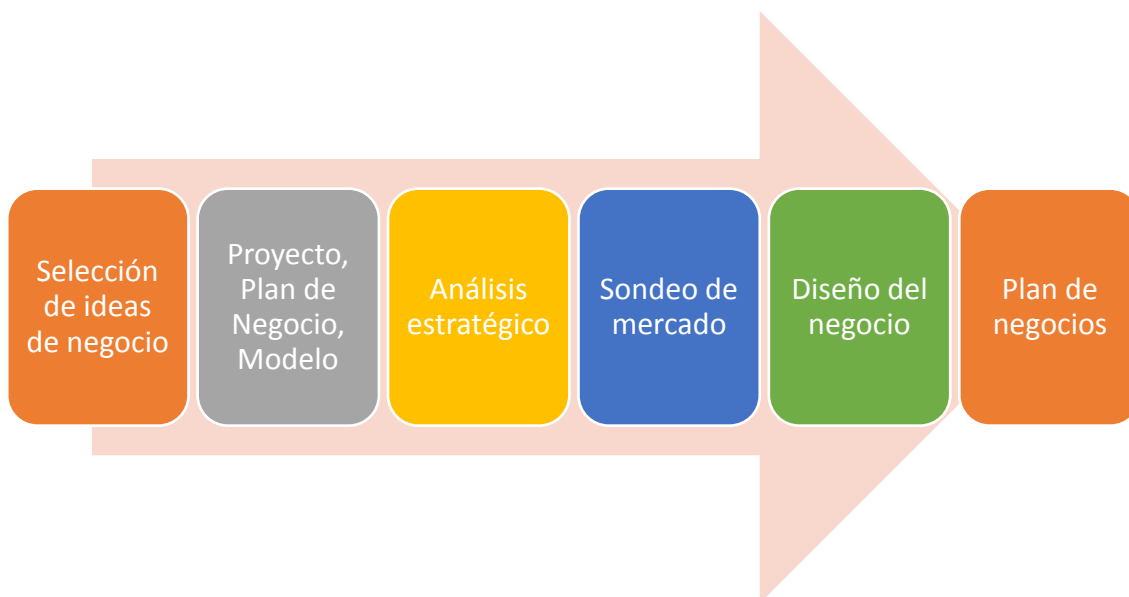 Selección
de ideas
de negocio
Proyecto,
Plan de
Negocio,
Modelo
Análisis
estratégico
Sondeo de
mercado
Diseño del
negocio
Plan de
negocios